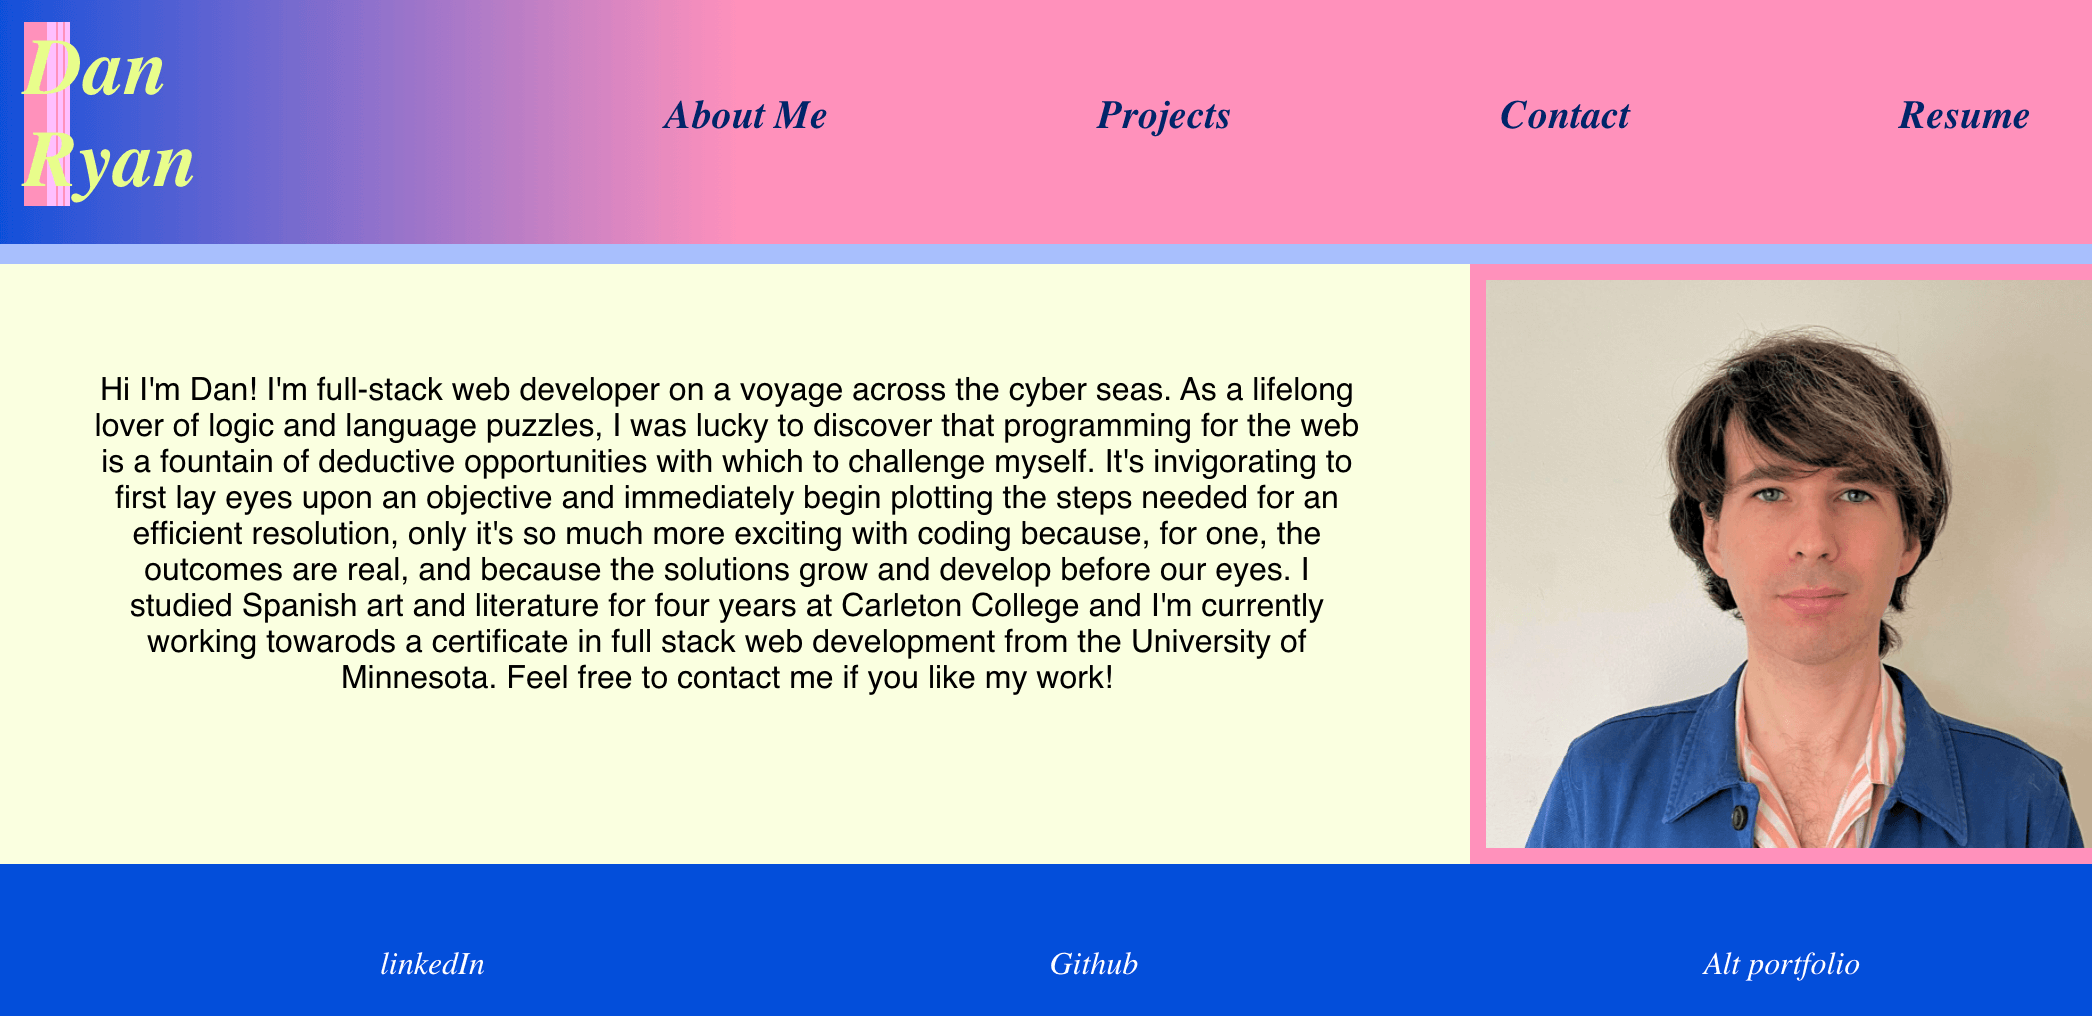 Dan
Ryan
About Me
Projects
Contact
Resume
Hi I'm Dan! I'm full-stack web developer on a voyage across the cyber seas. As a lifelong
lover of logic and language puzzles, I was lucky to discover that programming for the web
is a fountain of deductive opportunities with which to challenge myself. It's invigorating to
first lay eyes upon an objective and immediately begin plotting the steps needed for an
efficient resolution, only it's so much more exciting with coding because, for one, the
outcomes are real, and because the solutions grow and develop before our eyes. I
studied Spanish art and literature for four years at Carleton College and I'm currently
working towarods a certificate in full stack web development from the University of
Minnesota. Feel free to contact me if you like my work!
linkedIn
Github
Alt portfolio